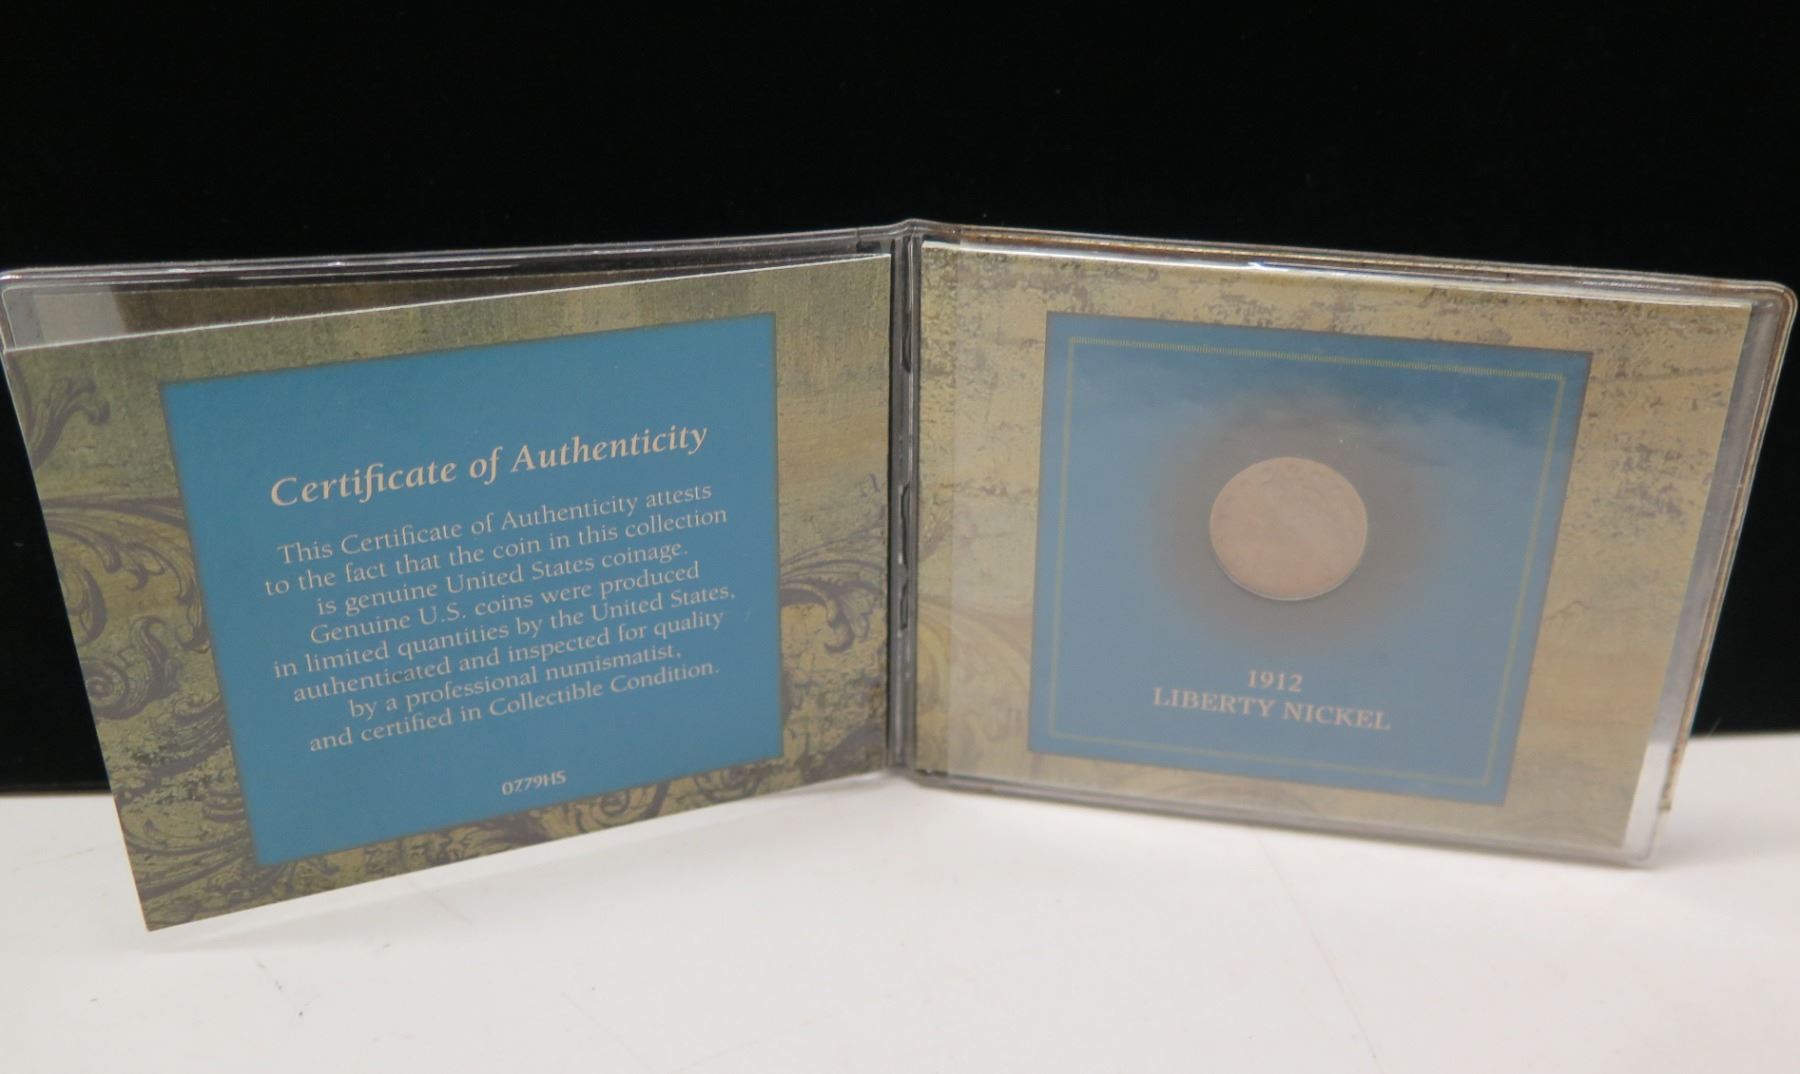 Certificate of Authenticity
This Certificate of Authenticity attests
to the fact that the coin in this collection
is genuine United States coinage.
Genuine U.S. coins were produced
in limited quantities by the United States,
authenticated and inspected for quality
by a professional numismatist,
and certified in Collectible Condition.
0779HS
1912
LIBERTY NICKEL